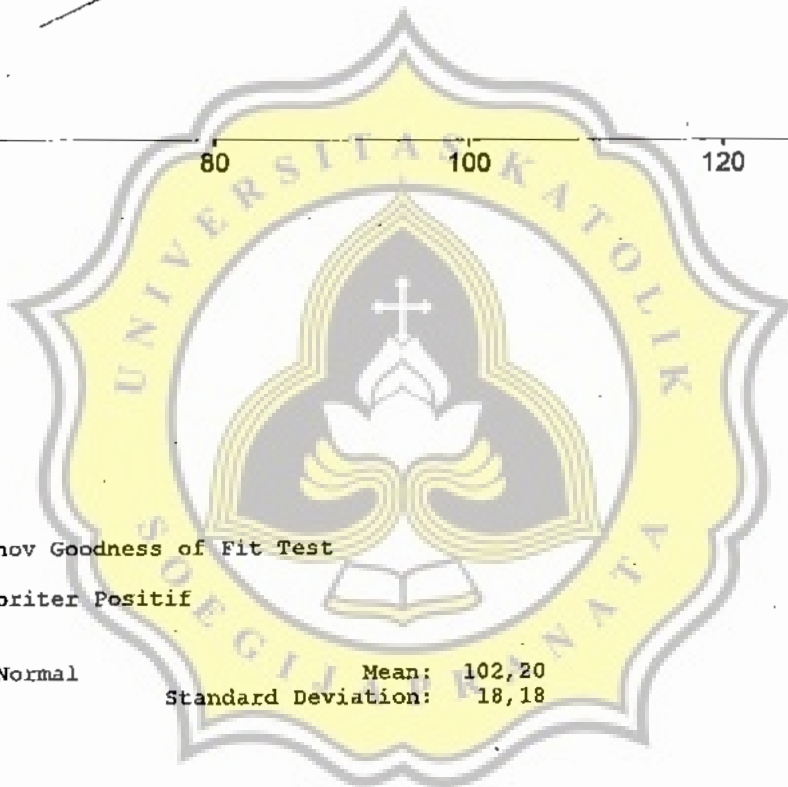 80 100 120
UNIVERSITAS KATOLIK
nov Goodness of Fit Test
oriter Positif
Normal Mean: 102,20
Standard Deviation: 18,18
SOEGIJAPRANATA